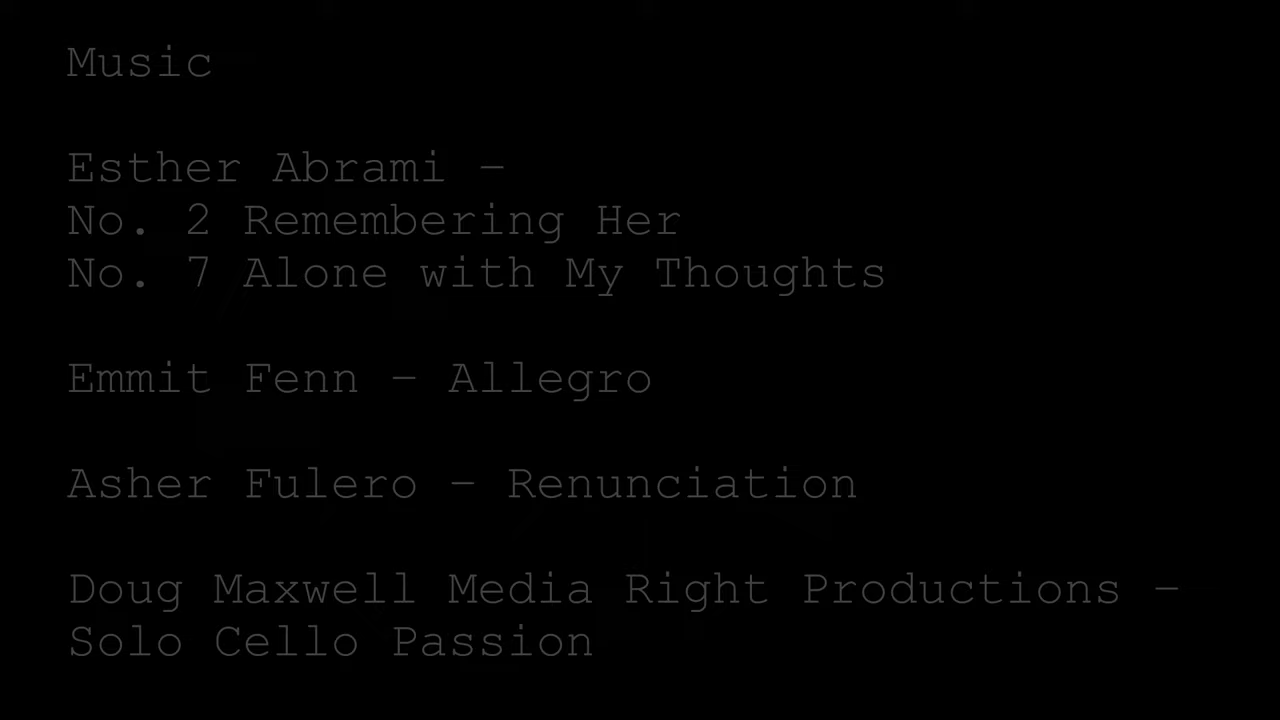 Music
Esther Abrami -
No. 2 Remembering Her
No. 7 Alone with My Thoughts
Emmit Fenn - Allegro
Asher Fulero - Renunciation
Doug Maxwell Media Right Productions -
Solo Cello Passion